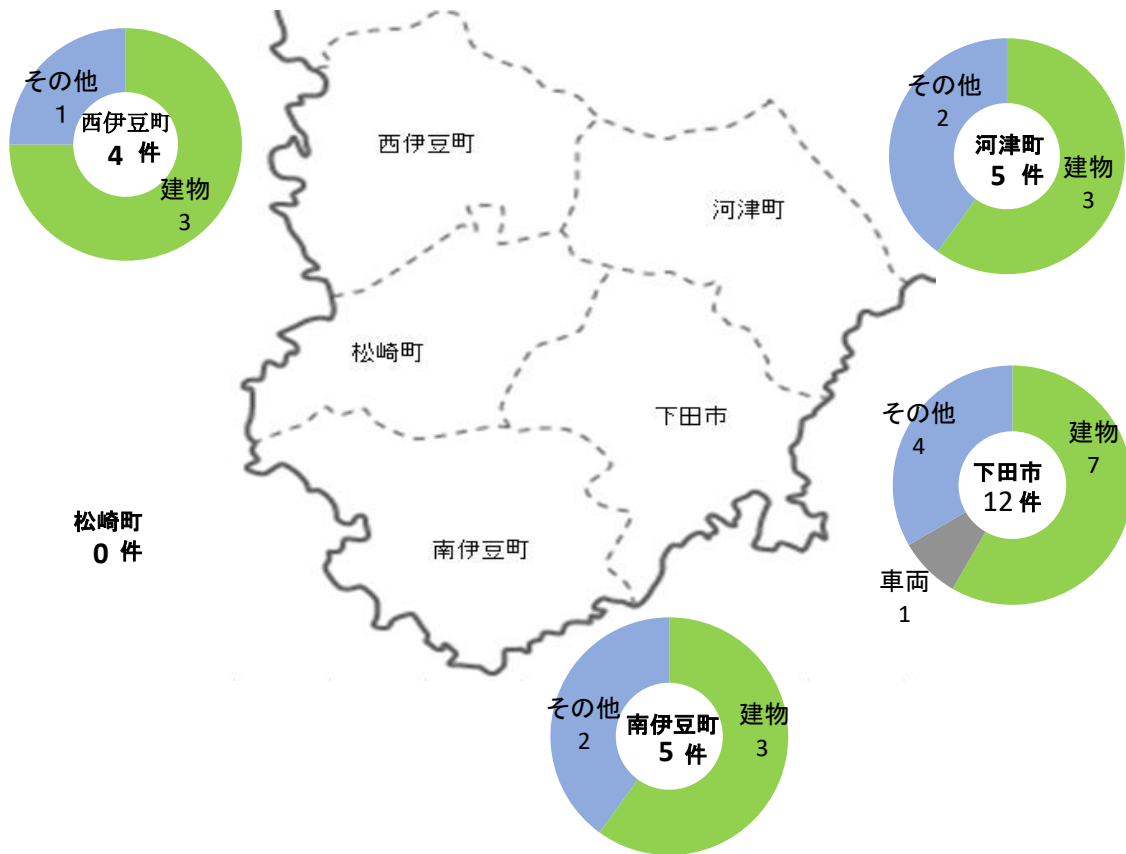 その他
1
西伊豆町
4 件
建物
3
西伊豆町
河津町
その他
2
河津町
5 件
建物
3
松崎町
下田市
その他
4
下田市
12 件
建物
7
車両
1
松崎町
0 件
南伊豆町
その他
2
南伊豆町
5 件
建物
3